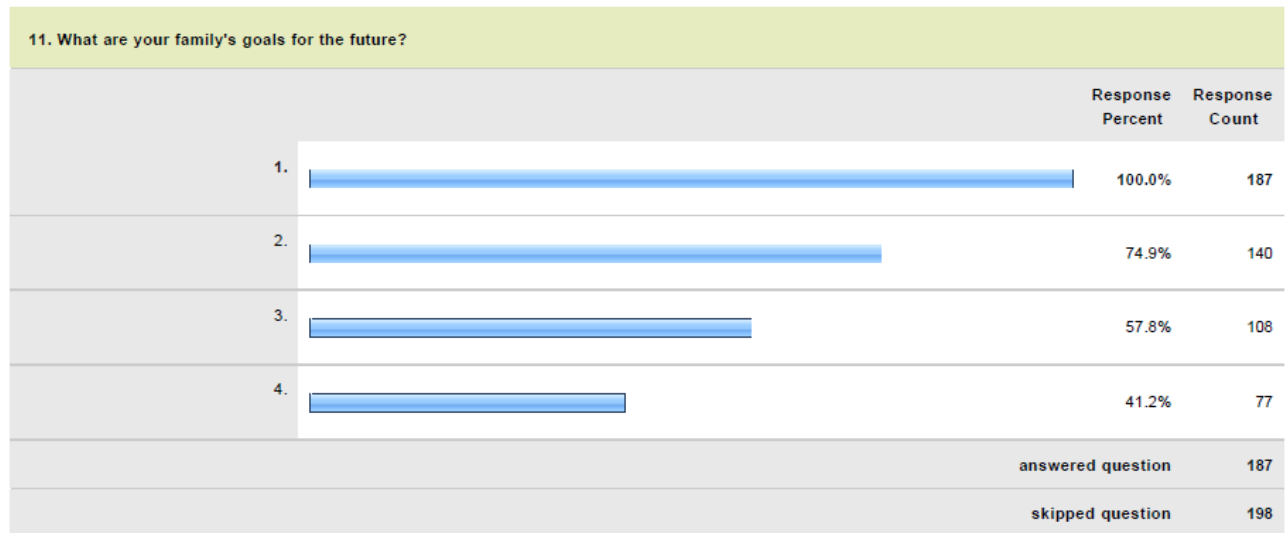 11. What are your family's goals for the future?
Response Percent Response Count
1. 100.0% 187
2. 74.9% 140
3. 57.8% 108
4. 41.2% 77
answered question 187
skipped question 198